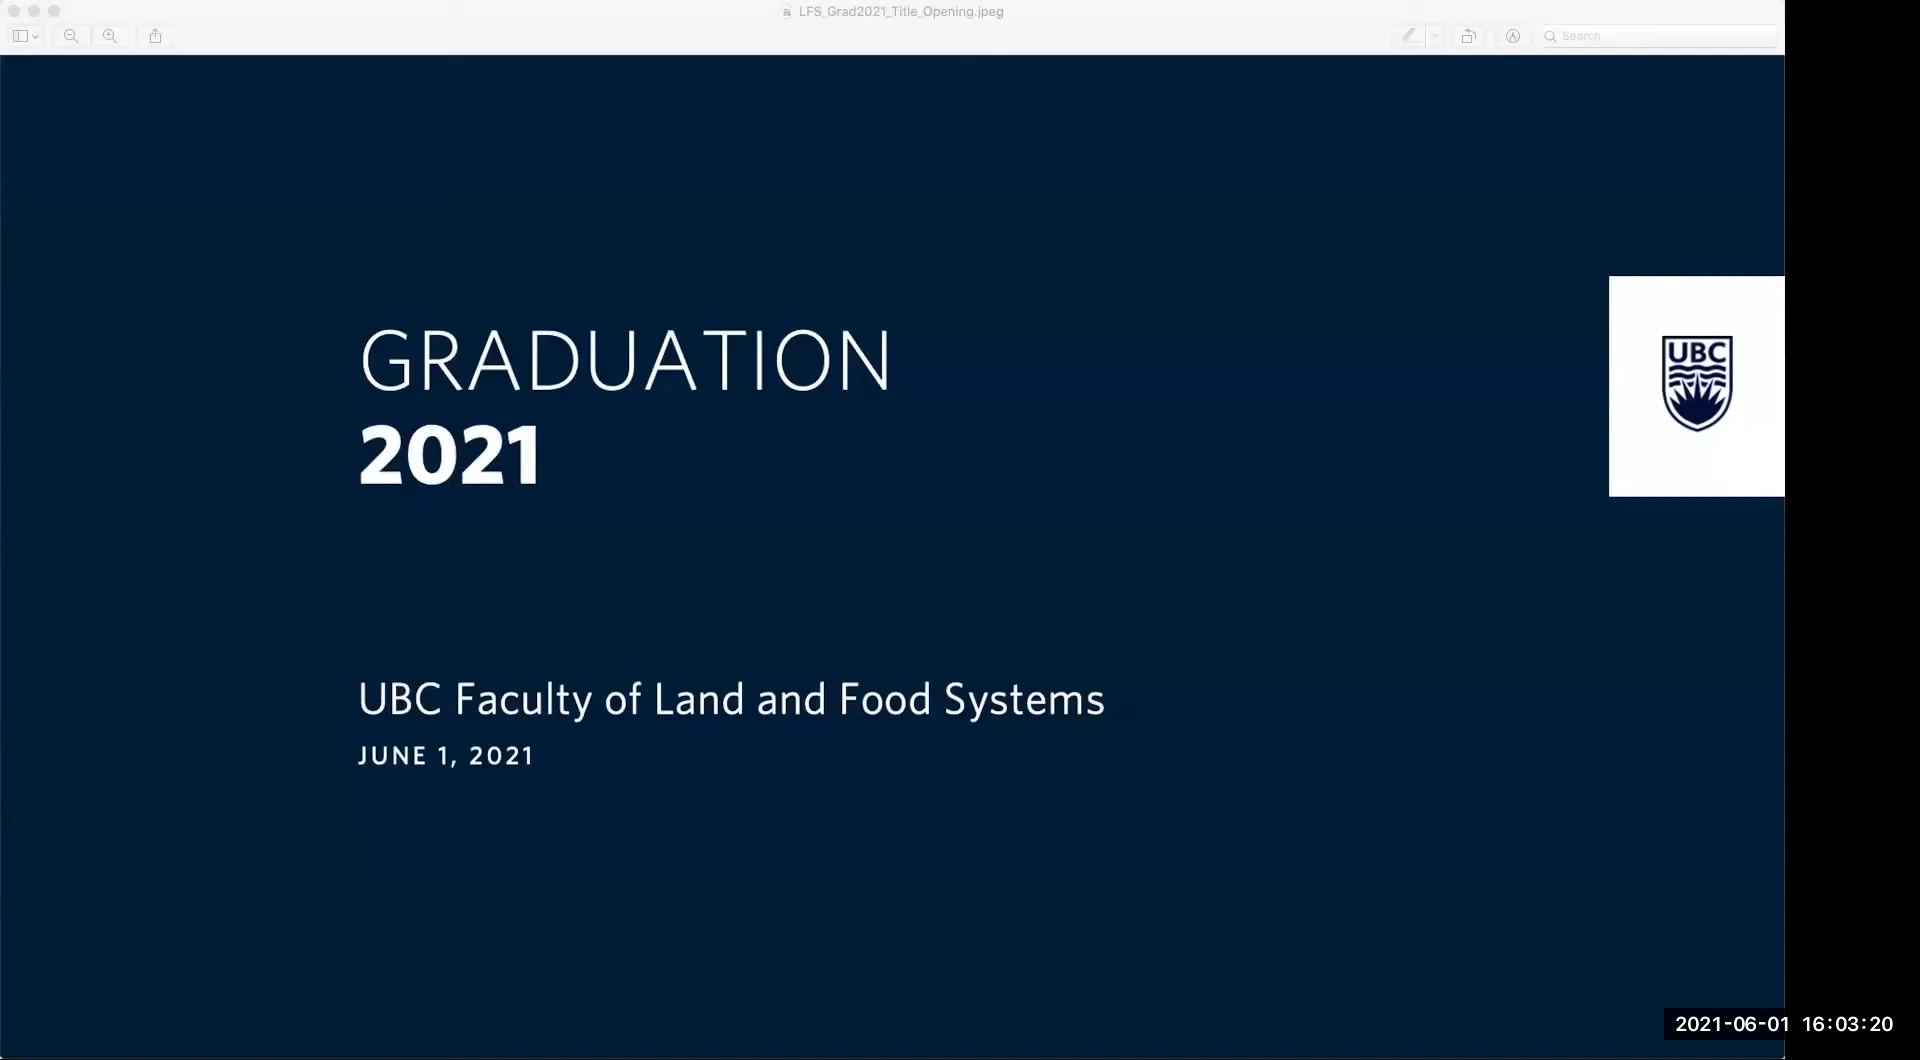 LFS_Grad2021_Title_Opening.jpeg
Search
GRADUATION
2021
UBC
UBC Faculty of Land and Food Systems
JUNE 1, 2021
2021-06-01 16:03:20